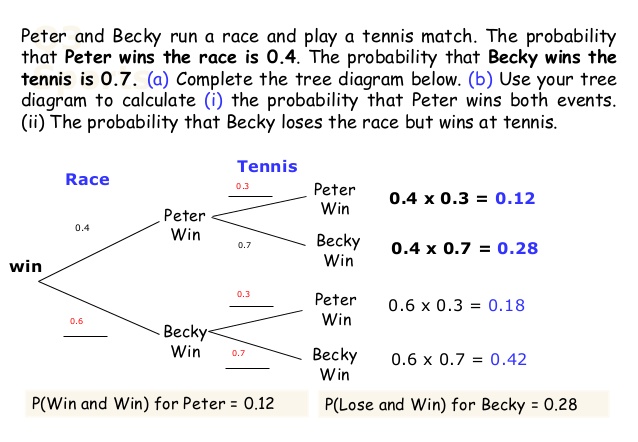 Peter and Becky run a race and play a tennis match. The probability
that Peter wins the race is 0.4. The probability that Becky wins the
tennis is 0.7. (a) Complete the tree diagram below. (b) Use your tree
diagram to calculate (i) the probability that Peter wins both events.
(ii) The probability that Becky loses the race but wins at tennis.
Race
Tennis
0.3
Peter
Win
0.4 x 0.3 = 0.12
0.4
Peter
Win
0.7
Becky
Win
0.4 x 0.7 = 0.28
win
0.3
Peter
Win
0.6 x 0.3 = 0.18
0.6
Becky
Win
0.7
Becky
Win
0.6 x 0.7 = 0.42
P(Win and Win) for Peter = 0.12
P(Lose and Win) for Becky = 0.28